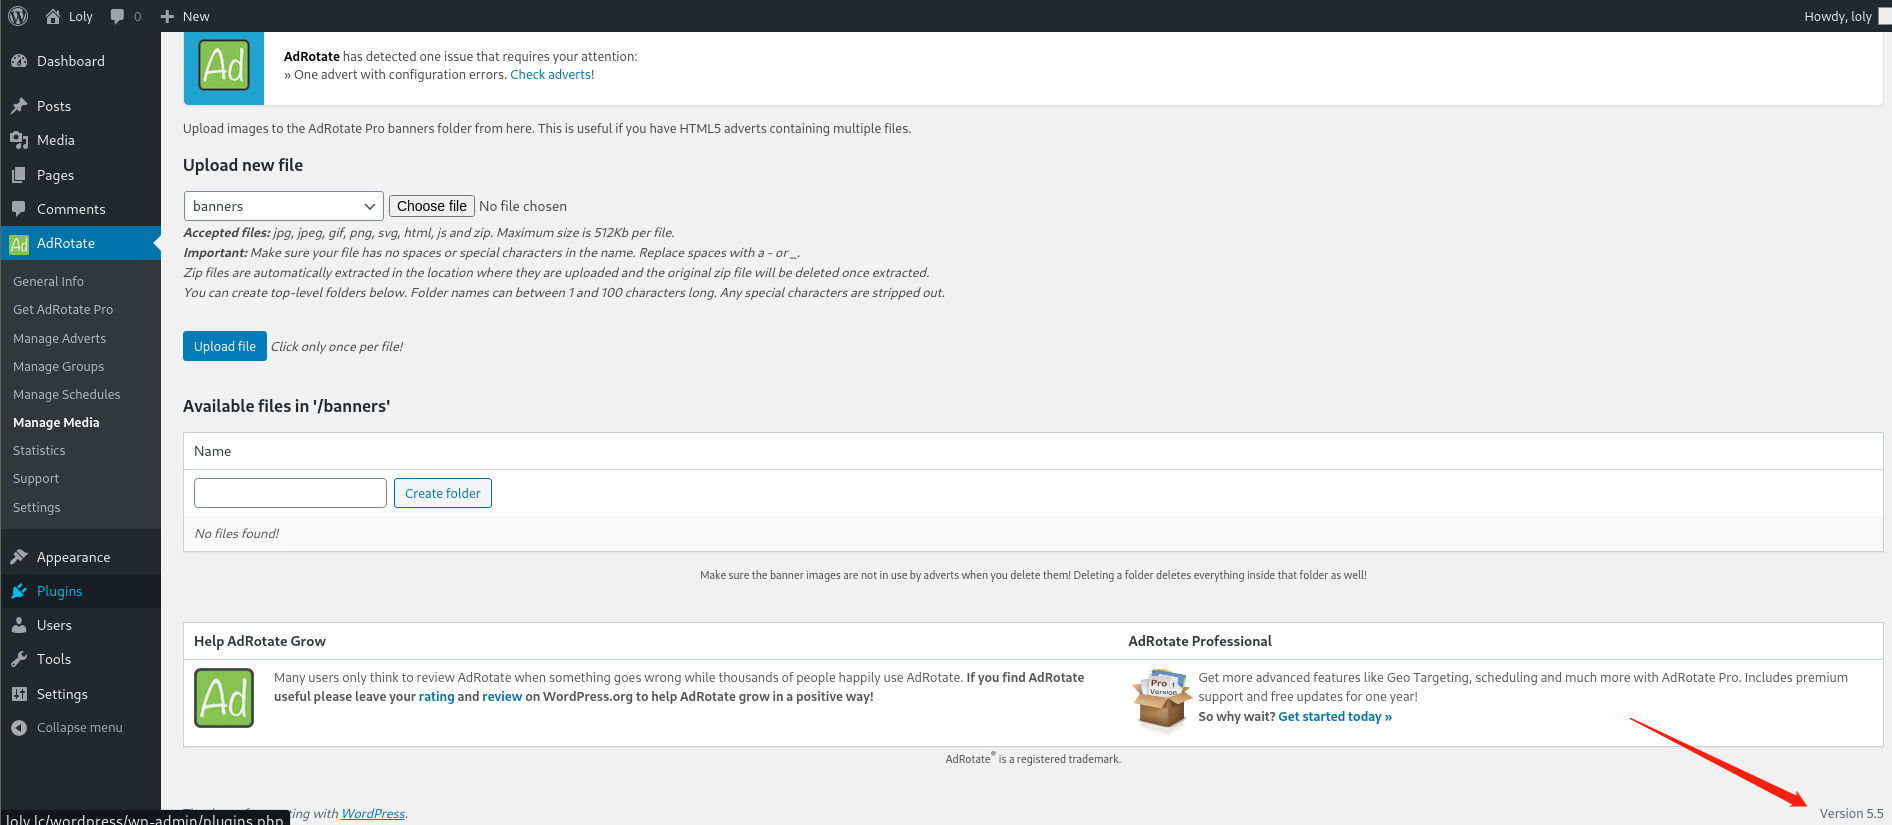 Loly 0 New Howdy, loly
Dashboard
Posts
Media
Pages
Comments
AdRotate
General Info
Get AdRotate Pro
Manage Adverts
Manage Groups
Manage Schedules
Manage Media
Statistics
Support
Settings
Appearance
Plugins
Users
Tools
Settings
Collapse menu
Ad
AdRotate has detected one issue that requires your attention:
» One advert with configuration errors. Check adverts!
Upload images to the AdRotate Pro banners folder from here. This is useful if you have HTML5 adverts containing multiple files.
Upload new file
banners Choose file No file chosen
Accepted files: jpg, jpeg, gif, png, svg, html, js and zip. Maximum size is 512Kb per file.
Important: Make sure your file has no spaces or special characters in the name. Replace spaces with a - or _.
Zip files are automatically extracted in the location where they are uploaded and the original zip file will be deleted once extracted.
You can create top-level folders below. Folder names can between 1 and 100 characters long. Any special characters are stripped out.
Upload file Click only once per file!
Available files in '/banners'
Name
Create folder
No files found!
Make sure the banner images are not in use by adverts when you delete them! Deleting a folder deletes everything inside that folder as well!
Help AdRotate Grow
Ad
Many users only think to review AdRotate when something goes wrong while thousands of people happily use AdRotate. If you find AdRotate
useful please leave your rating and review on WordPress.org to help AdRotate grow in a positive way!
AdRotate Professional
Pro
Version
Get more advanced features like Geo Targeting, scheduling and much more with AdRotate Pro. Includes premium
support and free updates for one year!
So why wait? Get started today »
AdRotate® is a registered trademark.
ting with WordPress.
Version 5.5
loly.lc/wordpress/wp-admin/plugins.php